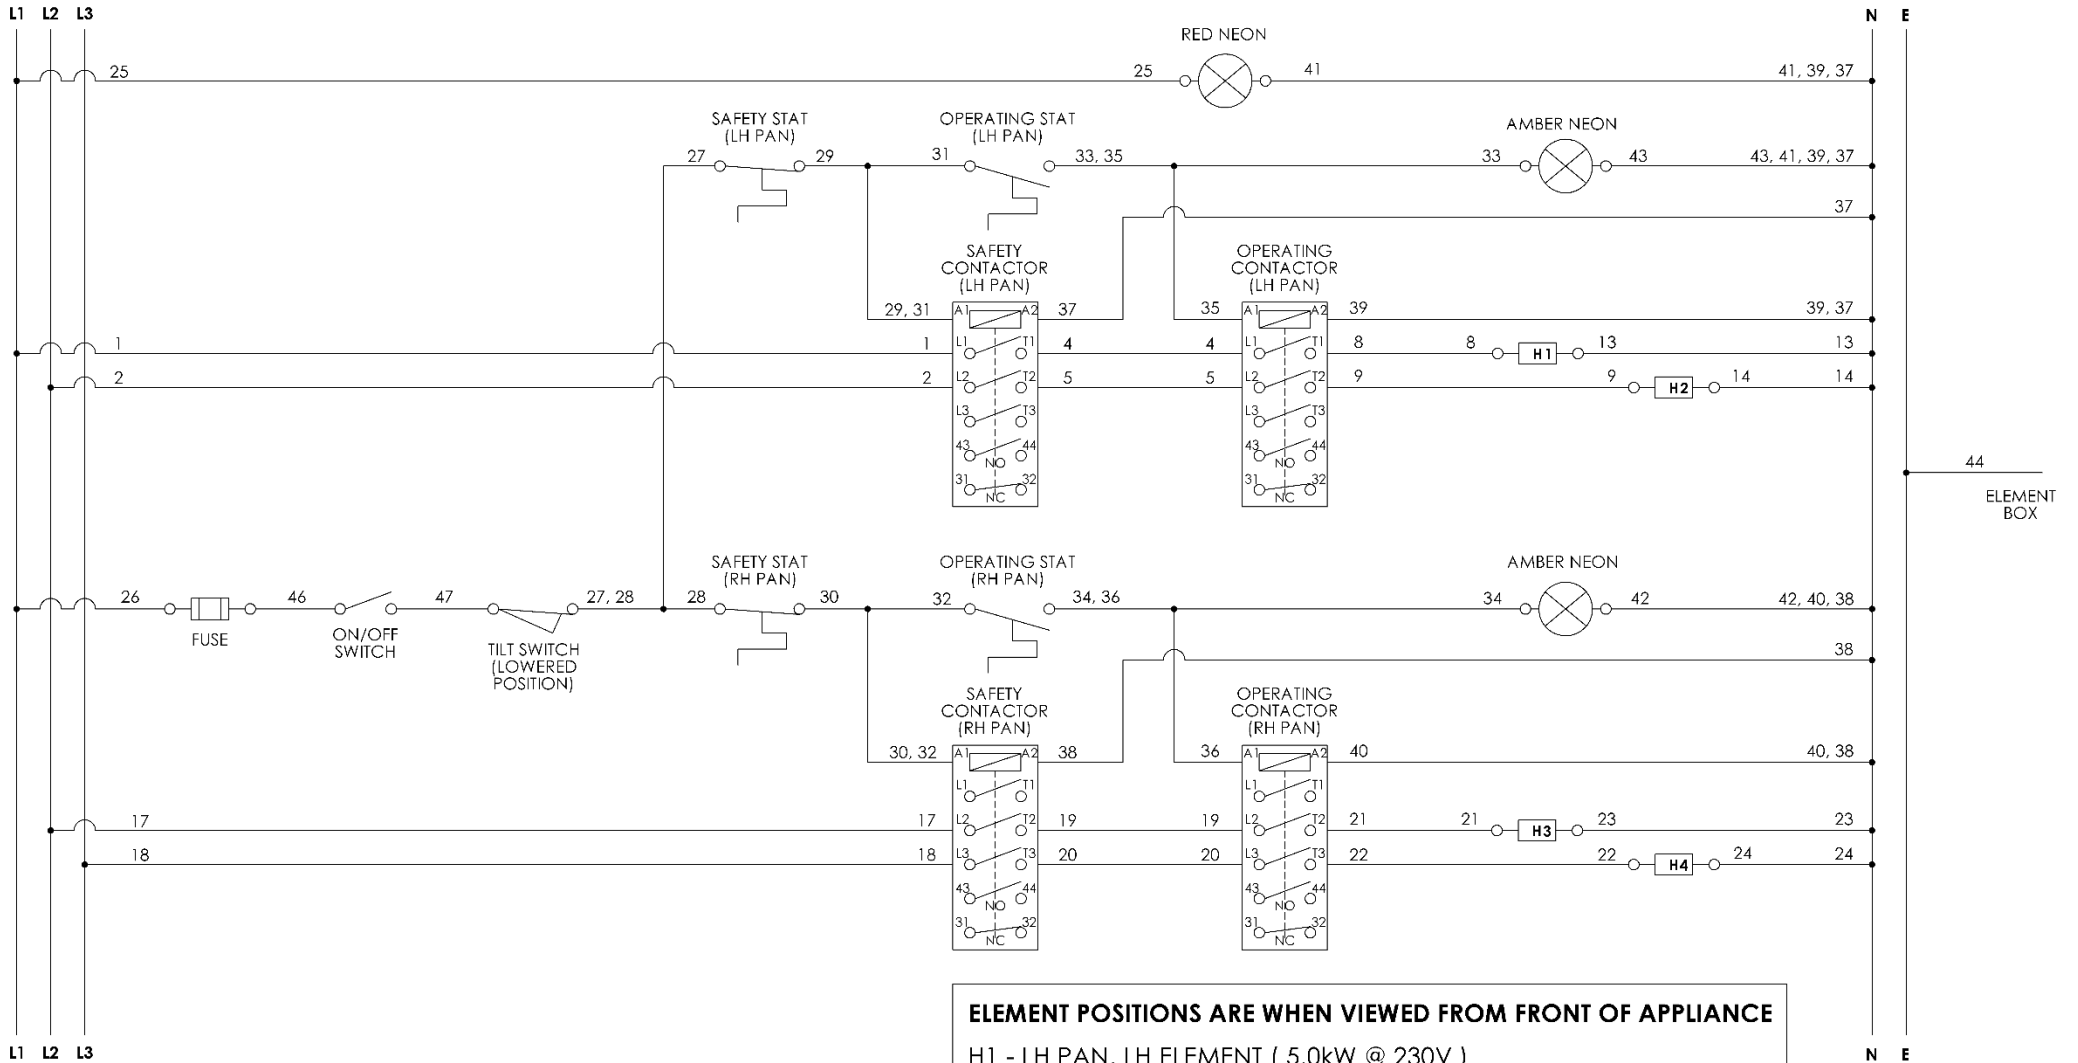 L1 L2 L3 N E
RED NEON
25 25 41 41, 39, 37
SAFETY STAT
(LH PAN)
OPERATING STAT
(LH PAN)
AMBER NEON
27 29 31 33, 35 33 43 43, 41, 39, 37
37
SAFETY
CONTACTOR
(LH PAN)
OPERATING
CONTACTOR
(LH PAN)
29, 31 A1 A2 37 35 A1 A2 39 39, 37
1 1 L1 T1 4 4 L1 T1 8 8 H1 13 13
2 2 L2 T2 5 5 L2 T2 9 9 H2 14 14
L3 T3 L3 T3
43 44 43 44
NO NO
31 32 31 32
NC NC
44
ELEMENT
BOX
SAFETY STAT
(RH PAN)
OPERATING STAT
(RH PAN)
AMBER NEON
26 46 47 27, 28 28 30 32 34, 36 34 42 42, 40, 38
FUSE
ON/OFF
SWITCH
TILT SWITCH
(LOWERED
POSITION)
38
SAFETY
CONTACTOR
(RH PAN)
OPERATING
CONTACTOR
(RH PAN)
30, 32 A1 A2 38 36 A1 A2 40 40, 38
L1 T1 L1 T1
17 17 L2 T2 19 19 L2 T2 21 21 H3 23 23
18 18 L3 T3 20 20 L3 T3 22 22 H4 24 24
43 44 43 44
NO NO
31 32 31 32
NC NC
ELEMENT POSITIONS ARE WHEN VIEWED FROM FRONT OF APPLIANCE
H1 - LH PAN, LH ELEMENT ( 5.0kW @ 230V )
L1 L2 L3 N E